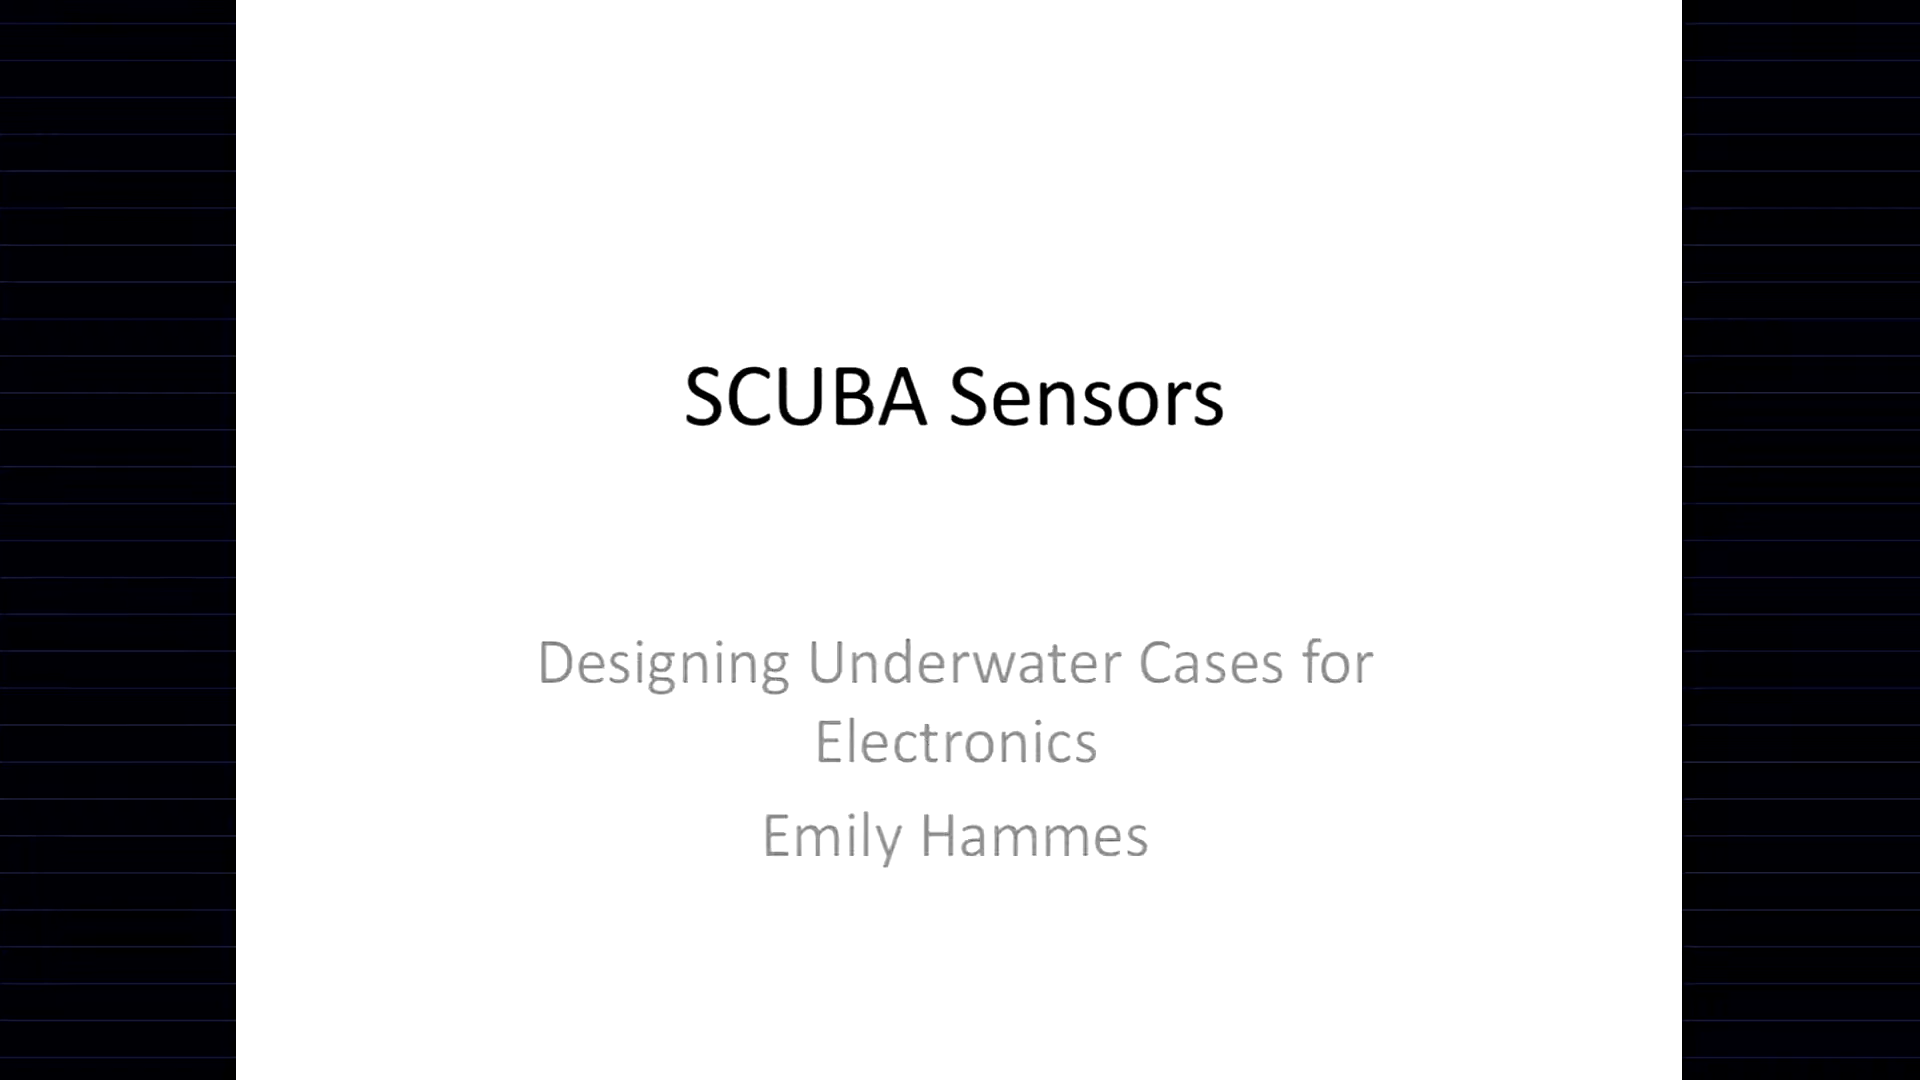 SCUBA Sensors
Designing Underwater Cases for
Electronics
Emily Hammes